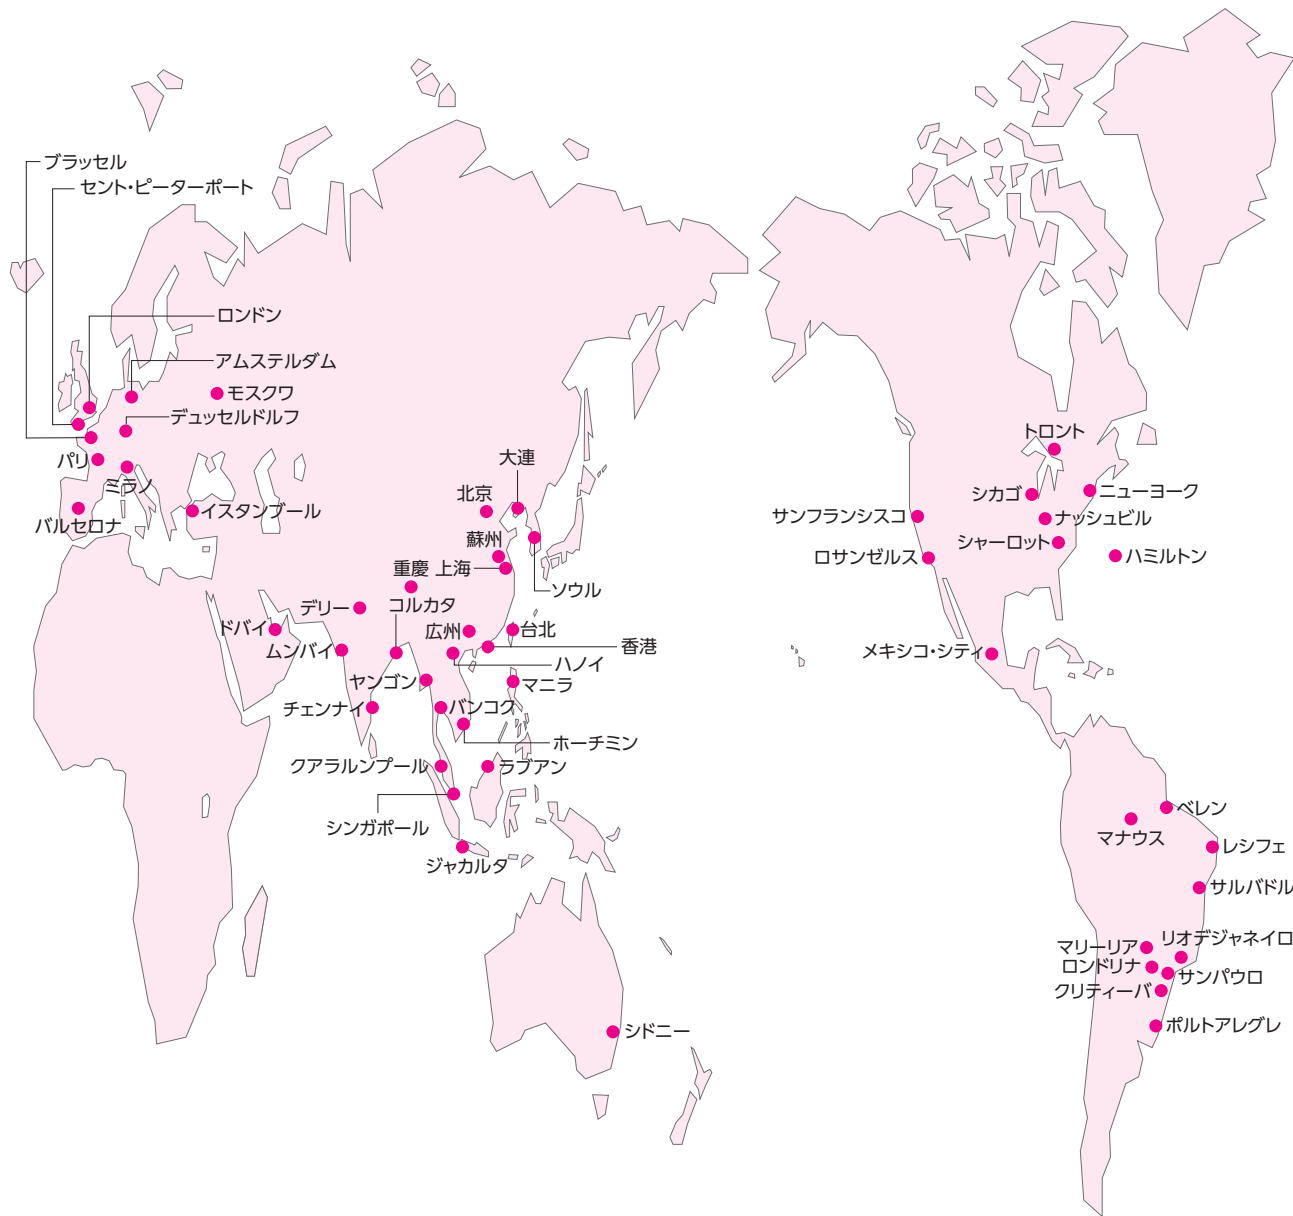 ブラッセル
セント・ピーターポート
ロンドン
アムステルダム
モスクワ
デュッセルドルフ
パリ
ミラノ
バルセロナ
イスタンブール
大連
北京
蘇州
重慶 上海
ソウル
デリー
コルカタ
ドバイ
広州
台北
香港
ムンバイ
ハノイ
ヤンゴン
マニラ
チェンナイ
バンコク
ホーチミン
クアラルンプール
ラブアン
シンガポール
ジャカルタ
シドニー
トロント
シカゴ
ニューヨーク
サンフランシスコ
ナッシュビル
シャーロット
ロサンゼルス
ハミルトン
メキシコ・シティ
ベレン
マナウス
レシフェ
サルバドル
リオデジャネイロ
マリーリア
ロンドリナ
サンパウロ
クリティーバ
ポルトアレグレ